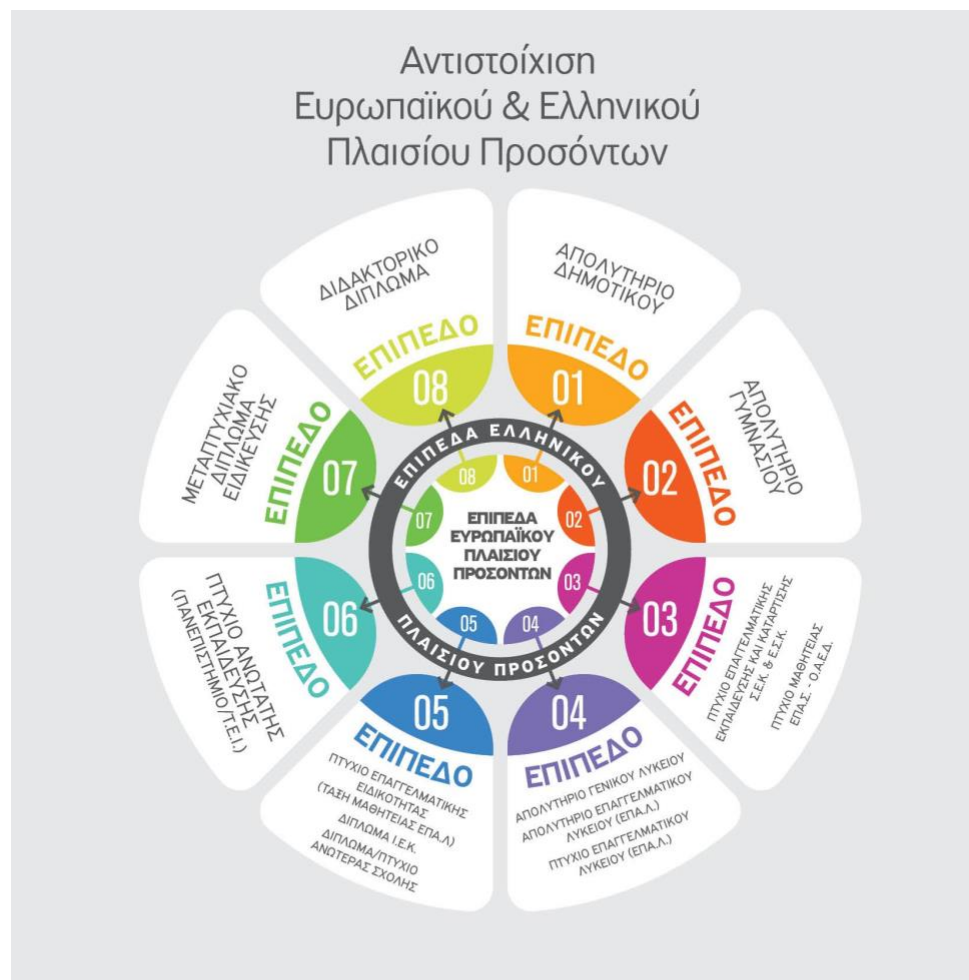 Αντιστοίχιση
Ευρωπαϊκού & Ελληνικού
Πλαισίου Προσόντων
ΑΠΟΛΥΤΗΡΙΟ
ΔΗΜΟΤΙΚΟΥ
ΕΠΙΠΕΔΟ
01
ΑΠΟΛΥΤΗΡΙΟ
ΓΥΜΝΑΣΙΟΥ
ΕΠΙΠΕΔΟ
02
ΕΠΙΠΕΔΟ
03
ΠΤΥΧΙΟ ΕΠΑΓΓΕΛΜΑΤΙΚΗΣ
ΕΚΠΑΙΔΕΥΣΗΣ ΚΑΙ ΚΑΤΑΡΤΙΣΗΣ
Σ.Ε.Κ. & Ε.Σ.Κ.
ΠΤΥΧΙΟ ΜΑΘΗΤΕΙΑΣ
ΕΠΑ.Σ. - Ο.Α.Ε.Δ.
04
ΕΠΙΠΕΔΟ
ΑΠΟΛΥΤΗΡΙΟ ΓΕΝΙΚΟΥ ΛΥΚΕΙΟΥ
ΑΠΟΛΥΤΗΡΙΟ ΕΠΑΓΓΕΛΜΑΤΙΚΟΥ
ΛΥΚΕΙΟΥ (ΕΠΑ.Λ.)
ΠΤΥΧΙΟ ΕΠΑΓΓΕΛΜΑΤΙΚΟΥ
ΛΥΚΕΙΟΥ (ΕΠΑ.Λ.)
05
ΕΠΙΠΕΔΟ
ΠΤΥΧΙΟ ΕΠΑΓΓΕΛΜΑΤΙΚΗΣ
ΕΙΔΙΚΟΤΗΤΑΣ
(ΤΑΞΗ ΜΑΘΗΤΕΙΑΣ ΕΠΑ.Λ)
ΔΙΠΛΩΜΑ Ι.Ε.Κ.
ΔΙΠΛΩΜΑ/ΠΤΥΧΙΟ
ΑΝΩΤΕΡΑΣ ΣΧΟΛΗΣ
06
ΕΠΙΠΕΔΟ
ΠΤΥΧΙΟ ΑΝΩΤΑΤΗΣ
ΕΚΠΑΙΔΕΥΣΗΣ
(ΠΑΝΕΠΙΣΤΗΜΙΟ/Τ.Ε.Ι.)
ΜΕΤΑΠΤΥΧΙΑΚΟ
ΔΙΠΛΩΜΑ
ΕΙΔΙΚΕΥΣΗΣ
ΕΠΙΠΕΔΟ
07
ΔΙΔΑΚΤΟΡΙΚΟ
ΔΙΠΛΩΜΑ
ΕΠΙΠΕΔΟ
08
ΕΠΙΠΕΔΑ ΕΛΛΗΝΙΚΟΥ
ΠΛΑΙΣΙΟΥ ΠΡΟΣΟΝΤΩΝ
01
02
03
04
05
06
07
08
ΕΠΙΠΕΔΑ
ΕΥΡΩΠΑΪΚΟΥ
ΠΛΑΙΣΙΟΥ
ΠΡΟΣΟΝΤΩΝ